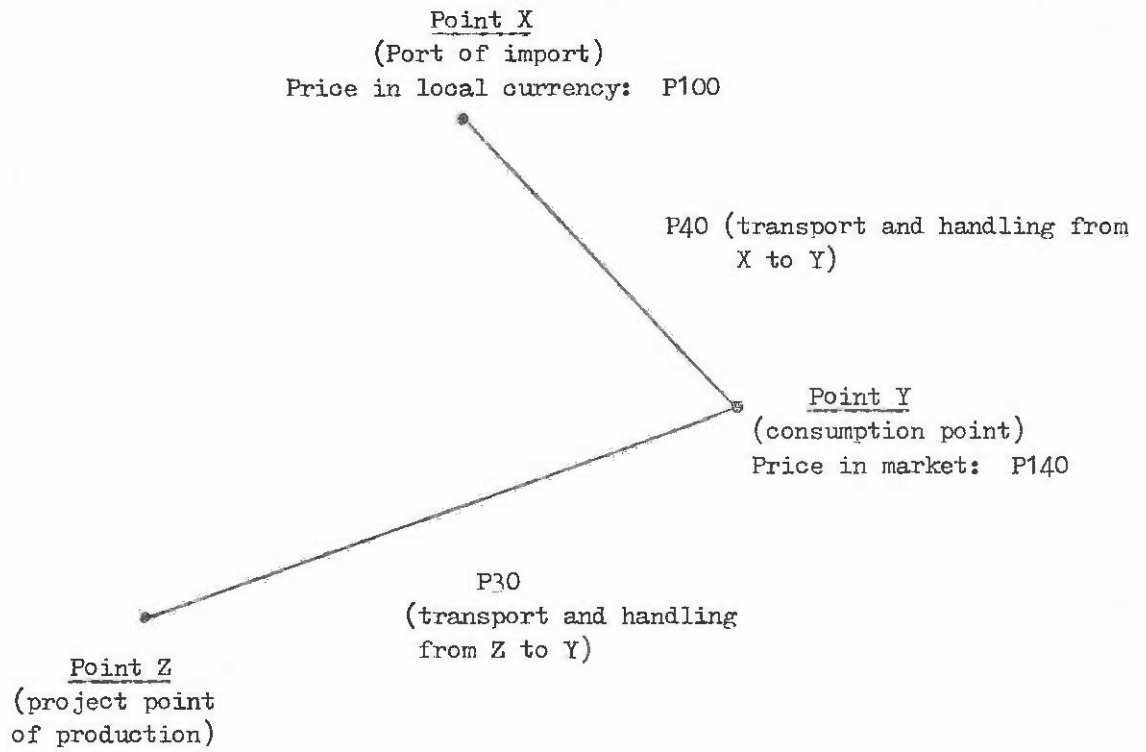 Point X
(Port of import)
Price in local currency: P100
P40 (transport and handling from
X to Y)
Point Y
(consumption point)
Price in market: P140
P30
(transport and handling
from Z to Y)
Point Z
(project point
of production)